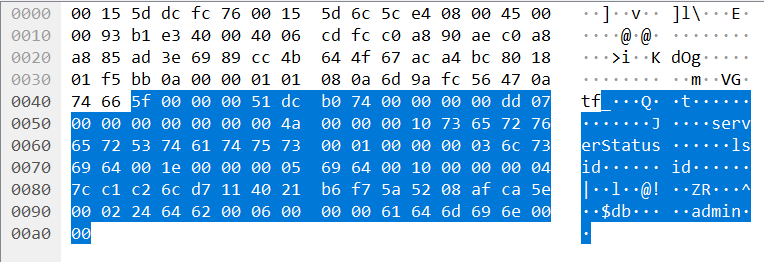 0000 00 15 5d dc fc 76 00 15 5d 6c 5c e4 08 00 45 00 ··]··v··]l\···E·
0010 00 93 b1 e3 40 00 40 06 cd fc c0 a8 90 ae c0 a8 ····@·@·········
0020 a8 85 ad 3e 69 89 cc 4b 64 4f 67 ac a4 bc 80 18 ···>i··KdOg·····
0030 01 f5 bb 0a 00 00 01 01 08 0a 6d 9a fc 56 47 0a ··········m··VG·
0040 74 66 5f 00 00 00 51 dc b0 74 00 00 00 00 dd 07 tf_···Q··t······
0050 00 00 00 00 00 00 00 4a 00 00 00 10 73 65 72 76 ·······J····serv
0060 65 72 53 74 61 74 75 73 00 01 00 00 00 03 6c 73 erStatus······ls
0070 69 64 00 1e 00 00 00 05 69 64 00 10 00 00 00 04 id······id······
0080 7c c1 c2 6c d7 11 40 21 b6 f7 5a 52 08 af ca 5e |··l··@!··ZR···^
0090 00 02 24 64 62 00 06 00 00 00 61 64 6d 69 6e 00 ··$db·····admin·
00a0 00 ·